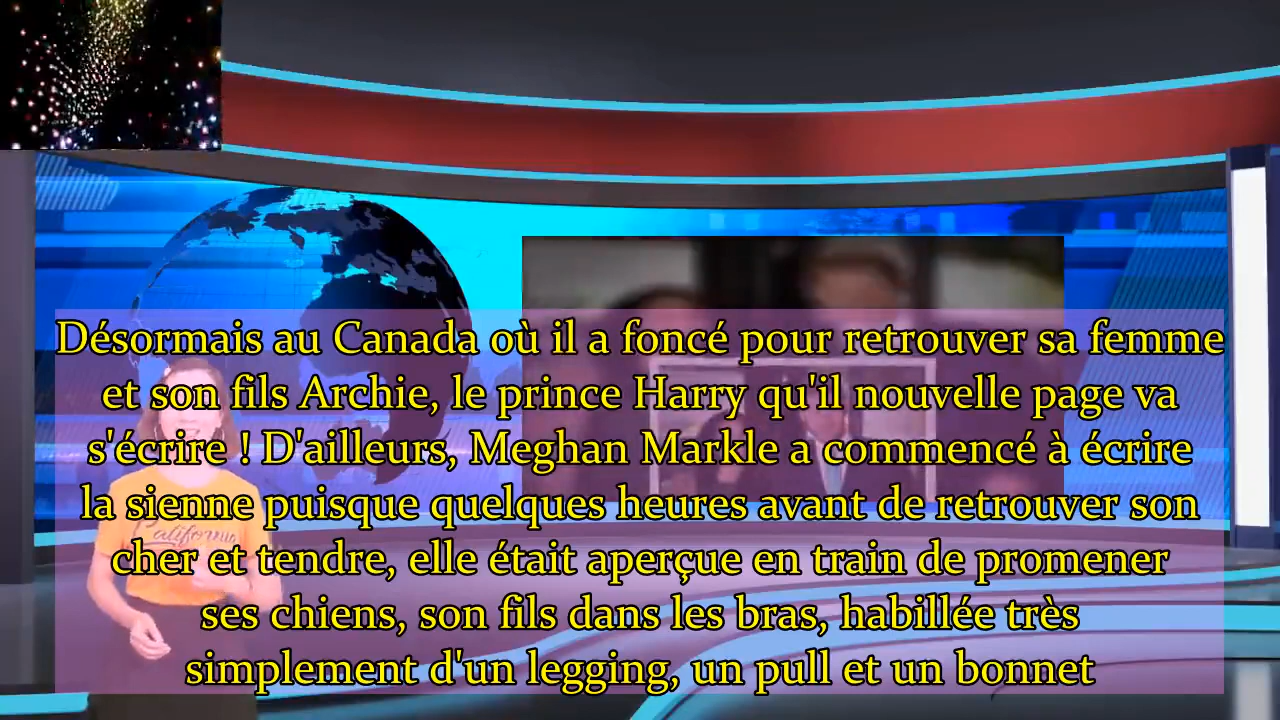 Désormais au Canada où il a foncé pour retrouver sa femme
et son fils Archie, le prince Harry qu'il nouvelle page va
s'écrire ! D'ailleurs, Meghan Markle a commencé à écrire
la sienne puisque quelques heures avant de retrouver son
cher et tendre, elle était aperçue en train de promener
ses chiens, son fils dans les bras, habillée très
simplement d'un legging, un pull et un bonnet
California